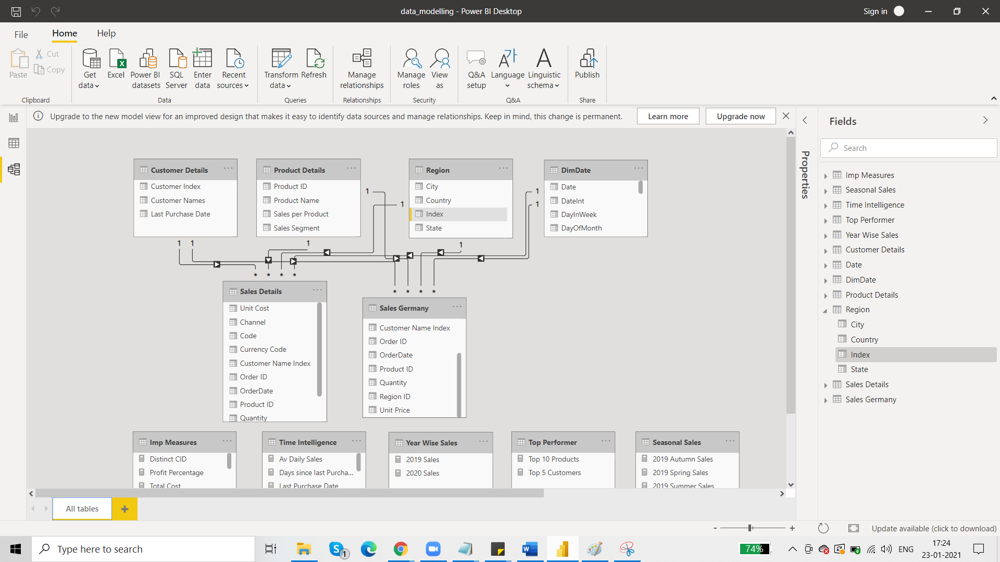 data_modelling - Power BI Desktop
Sign in
File
Home
Help
Paste
Cut
Copy
Clipboard
Get data
Excel
Power BI datasets
SQL Server
Enter data
Recent sources
Data
Transform data
Refresh
Queries
Manage relationships
Relationships
Manage roles
View as
Security
Q&A setup
Language
Linguistic schema
Q&A
Publish
Share
Upgrade to the new model view for an improved design that makes it easy to identify data sources and manage relationships. Keep in mind, this change is permanent.
Learn more
Upgrade now
Customer Details
Customer Index
Customer Names
Last Purchase Date
Product Details
Product ID
Product Name
Sales per Product
Sales Segment
Region
City
Country
Index
State
DimDate
Date
DateInt
DayInWeek
DayOfMonth
1
1
1
1
1
1
1
1
* * * *
* * * *
Sales Details
Unit Cost
Channel
Code
Currency Code
Customer Name Index
Order ID
OrderDate
Product ID
Quantity
Sales Germany
Customer Name Index
Order ID
OrderDate
Product ID
Quantity
Region ID
Unit Price
Imp Measures
Distinct CID
Profit Percentage
Total Cost
Time Intelligence
Av Daily Sales
Days since last Purcha...
Last Purchase Date
Year Wise Sales
2019 Sales
2020 Sales
Top Performer
Top 10 Products
Top 5 Customers
Seasonal Sales
2019 Autumn Sales
2019 Spring Sales
2019 Summer Sales
Properties
Fields
Search
Imp Measures
Seasonal Sales
Time Intelligence
Top Performer
Year Wise Sales
Customer Details
Date
DimDate
Product Details
Region
City
Country
Index
State
Sales Details
Sales Germany
All tables
Update available (click to download)
Type here to search
1
74%
ENG
17:24
23-01-2021